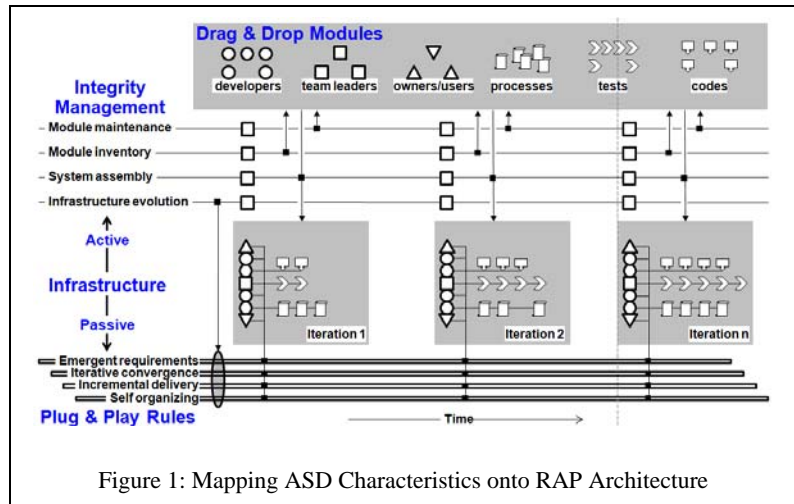 Drag & Drop Modules
developers
team leaders
owners/users
processes
tests
codes
Integrity
Management
Module maintenance
Module inventory
System assembly
Infrastructure evolution
Active
Infrastructure
Passive
Iteration 1
Iteration 2
Iteration n
Emergent requirements
Iterative convergence
Incremental delivery
Self organizing
Plug & Play Rules
Time
Figure 1: Mapping ASD Characteristics onto RAP Architecture